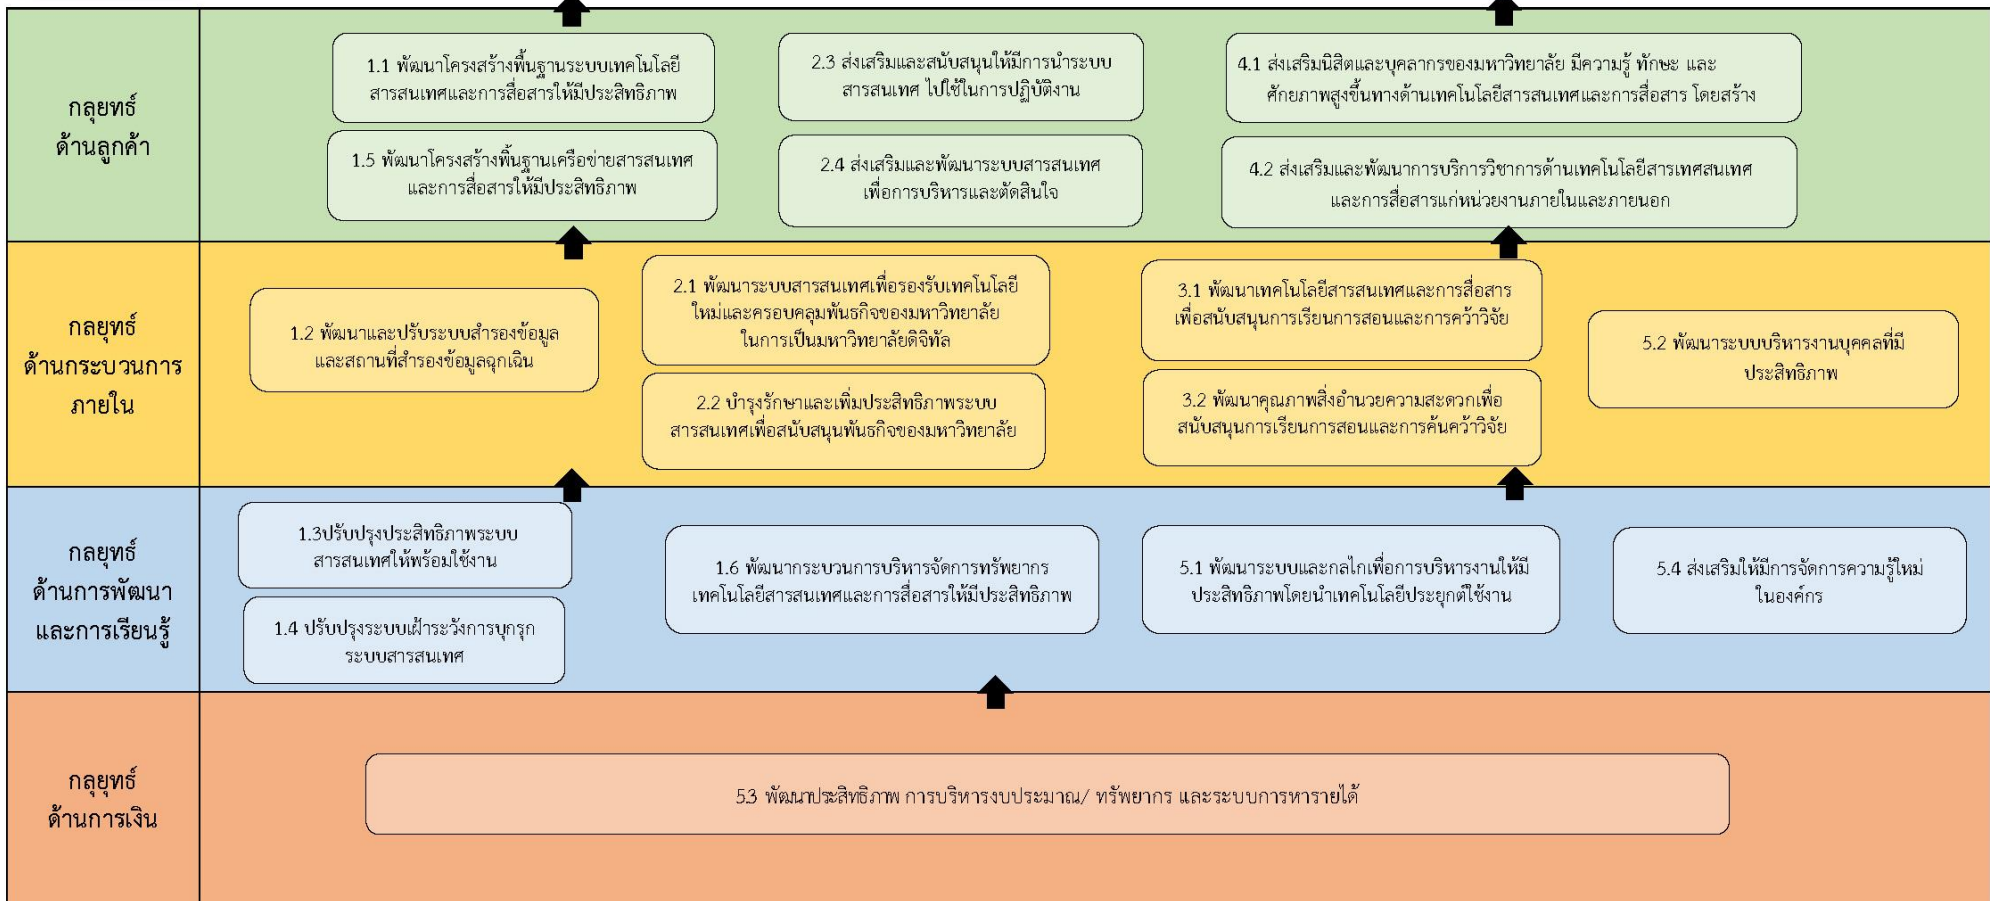 กลุยทธ์
ด้านลูกค้า
1.1 พัฒนาโครงสร้างพื้นฐานระบบเทคโนโลยี
สารสนเทศและการสื่อสารให้มีประสิทธิภาพ
1.5 พัฒนาโครงสร้างพื้นฐานเครือข่ายสารสนเทศ
และการสื่อสารให้มีประสิทธิภาพ
2.3 ส่งเสริมและสนับสนุนให้มีการนำระบบ
สารสนเทศ ไปใช้ในการปฏิบัติงาน
2.4 ส่งเสริมและพัฒนาระบบสารสนเทศ
เพื่อการบริหารและตัดสินใจ
4.1 ส่งเสริมนิสิตและบุคลากรของมหาวิทยาลัย มีความรู้ ทักษะ และ
ศักยภาพสูงขึ้นทางด้านเทคโนโลยีสารสนเทศและการสื่อสาร โดยสร้าง
4.2 ส่งเสริมและพัฒนาการบริการวิชาการด้านเทคโนโลยีสารเทศสนเทศ
และการสื่อสารแก่หน่วยงานภายในและภายนอก
กลยุทธ์
ด้านกระบวนการ
ภายใน
1.2 พัฒนาและปรับระบบสำรองข้อมูล
และสถานที่สำรองข้อมูลฉุกเฉิน
2.1 พัฒนาระบบสารสนเทศเพื่อรองรับเทคโนโลยี
ใหม่และครอบคลุมพันธกิจของมหาวิทยาลัย
ในการเป็นมหาวิทยาลัยดิจิทัล
2.2 บำรุงรักษาและเพิ่มประสิทธิภาพระบบ
สารสนเทศเพื่อสนับสนุนพันธกิจของมหาวิทยาลัย
3.1 พัฒนาเทคโนโลยีสารสนเทศและการสื่อสาร
เพื่อสนับสนุนการเรียนการสอนและการคว้าวิจัย
3.2 พัฒนาคุณภาพสิ่งอำนวยความสะดวกเพื่อ
สนับสนุนการเรียนการสอนและการค้นคว้าวิจัย
5.2 พัฒนาระบบบริหารงานบุคคลที่มี
ประสิทธิภาพ
กลยุทธ์
ด้านการพัฒนา
และการเรียนรู้
1.3ปรับปรุงประสิทธิภาพระบบ
สารสนเทศให้พร้อมใช้งาน
1.4 ปรับปรุงระบบเฝ้าระวังการบุกรุก
ระบบสารสนเทศ
1.6 พัฒนากระบวนการบริหารจัดการทรัพยากร
เทคโนโลยีสารสนเทศและการสื่อสารให้มีประสิทธิภาพ
5.1 พัฒนาระบบและกลไกเพื่อการบริหารงานให้มี
ประสิทธิภาพโดยนำเทคโนโลยีประยุกต์ใช้งาน
5.4 ส่งเสริมให้มีการจัดการความรู้ใหม่
ในองค์กร
กลุยุทธ์
ด้านการเงิน
5.3 พัฒนาประสิทธิภาพ การบริหารงบประมาณ/ ทรัพยากร และระบบการหารายได้